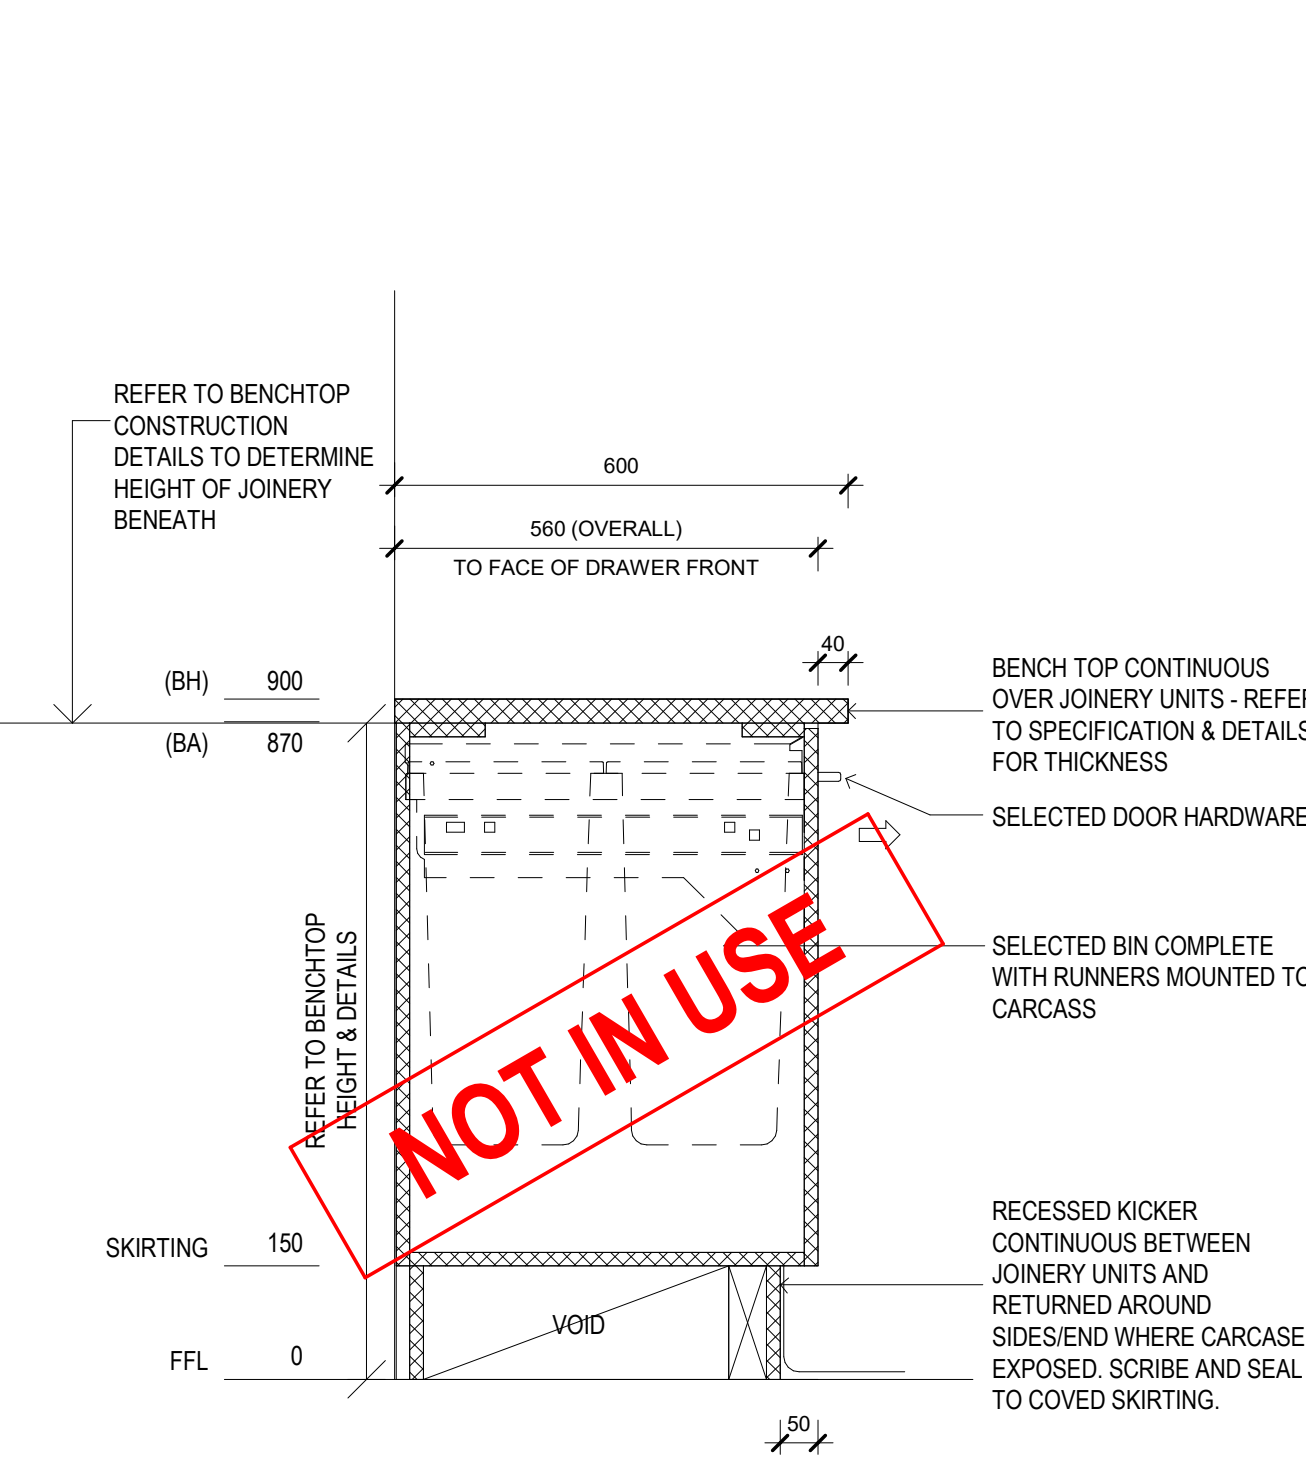 REFER TO BENCHTOP
CONSTRUCTION
DETAILS TO DETERMINE
HEIGHT OF JOINERY
BENEATH
600
560 (OVERALL)
TO FACE OF DRAWER FRONT
40
(BH) 900
(BA) 870
BENCH TOP CONTINUOUS
OVER JOINERY UNITS - REFER
TO SPECIFICATION & DETAILS
FOR THICKNESS
SELECTED DOOR HARDWARE
SELECTED BIN COMPLETE
WITH RUNNERS MOUNTED TO
CARCASS
REFER TO BENCHTOP
HEIGHT & DETAILS
NOT IN USE
SKIRTING 150
VOID
FFL 0
RECESSED KICKER
CONTINUOUS BETWEEN
JOINERY UNITS AND
RETURNED AROUND
SIDES/END WHERE CARCASE
EXPOSED. SCRIBE AND SEAL
TO COVED SKIRTING.
50